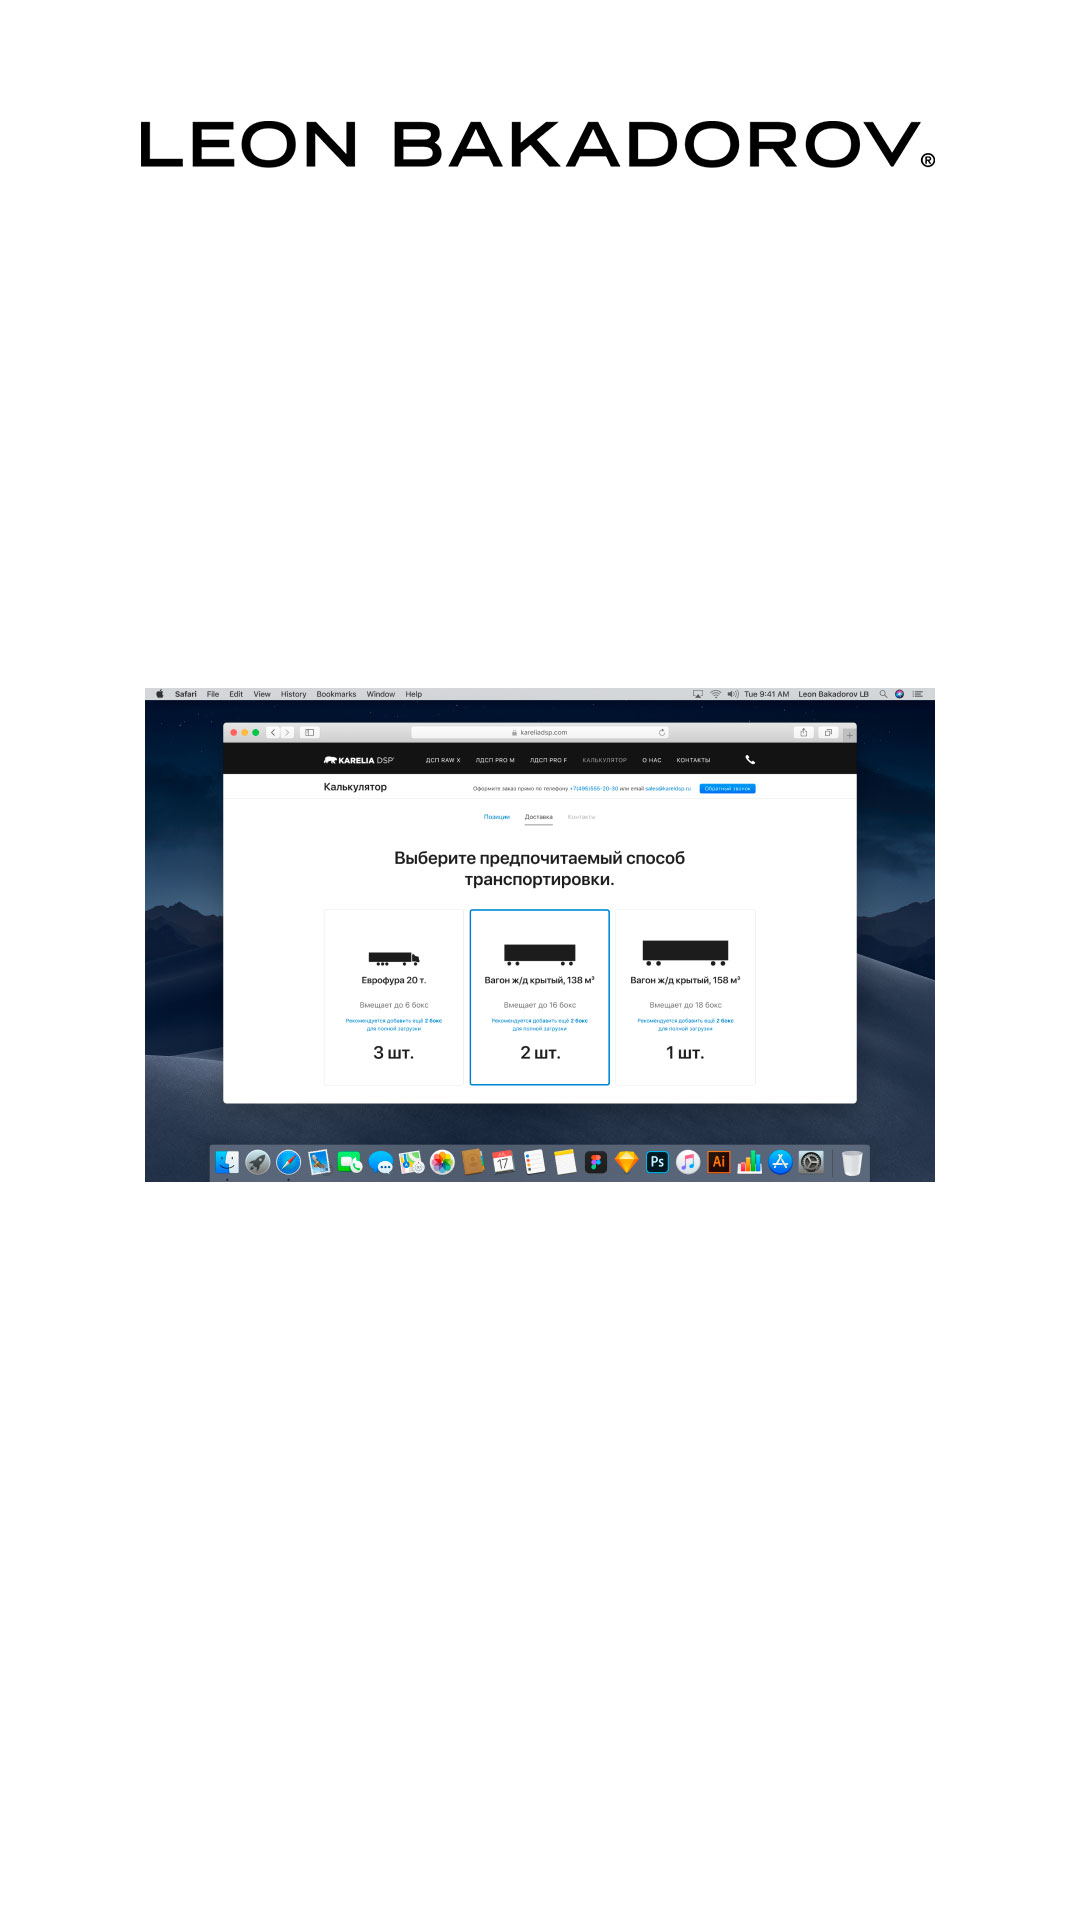 LEON BAKADOROV®
Safari File Edit View History Bookmarks Window Help
Tue 9:41 AM Leon Bakadorov LB
kareliadsp.com
KARELIA DSP
ДСП RAW X ЛДСП PRO M ЛДСП PRO F КАЛЬКУЛЯТОР О НАС КОНТАКТЫ
Калькулятор
Оформите заказ прямо по телефону +7(495)555-20-30 или email sales@kareldsp.ru
Обратный звонок
Позиции Доставка Контакты
Выберите предпочитаемый способ
транспортировки.
Еврофура 20 т.
Вмещает до 6 бокс
Рекомендуется добавить ещё 2 бокс
для полной загрузки
3 шт.
Вагон ж/д крытый, 138 м³
Вмещает до 16 бокс
Рекомендуется добавить ещё 2 бокс
для полной загрузки
2 шт.
Вагон ж/д крытый, 158 м³
Вмещает до 18 бокс
Рекомендуется добавить ещё 2 бокс
для полной загрузки
1 шт.
17
Ps
Ai